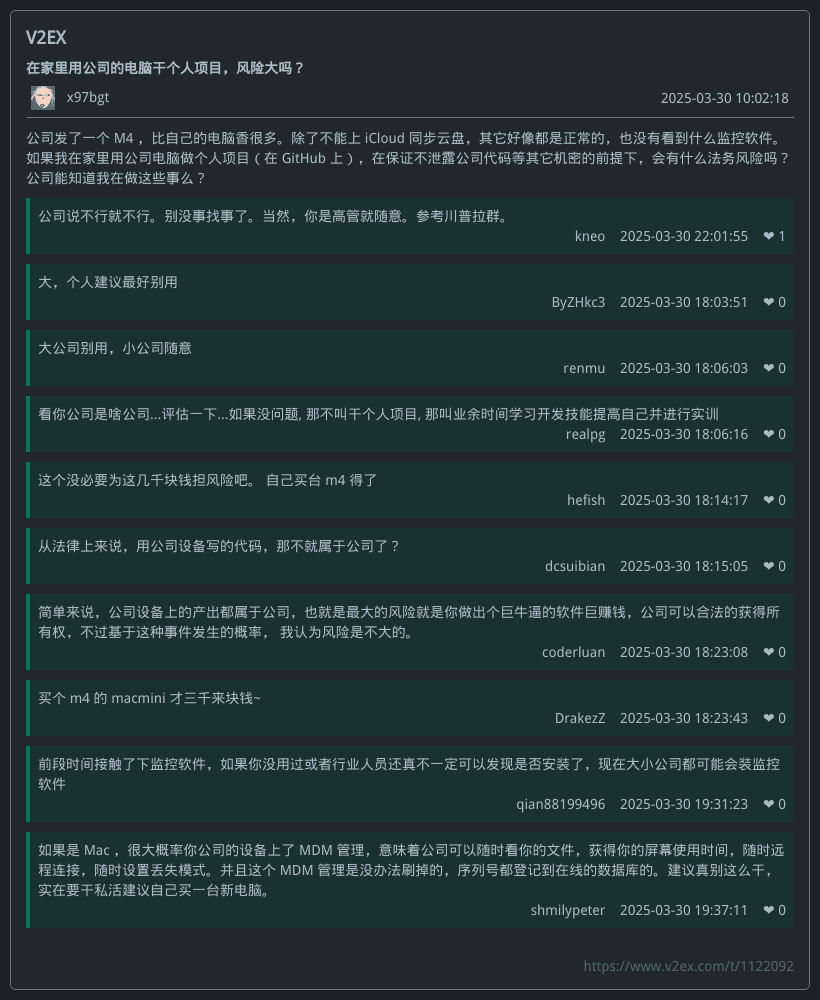 V2EX
在家里用公司的电脑干个人项目，风险大吗？
x97bgt 2025-03-30 10:02:18
公司发了一个 M4 ，比自己的电脑香很多。除了不能上 iCloud 同步云盘，其它好像都是正常的，也没有看到什么监控软件。
如果我在家里用公司电脑做个人项目（ 在 GitHub 上 ），在保证不泄露公司代码等其它机密的前提下，会有什么法务风险吗？
公司能知道我在做这些事么？
公司说不行就不行。别没事找事了。当然，你是高管就随意。参考川普拉群。
kneo 2025-03-30 22:01:55 ❤ 1
大，个人建议最好别用
ByZHkc3 2025-03-30 18:03:51 ❤ 0
大公司别用，小公司随意
renmu 2025-03-30 18:06:03 ❤ 0
看你公司是啥公司...评估一下...如果没问题, 那不叫干个人项目, 那叫业余时间学习开发技能提高自己并进行实训
realpg 2025-03-30 18:06:16 ❤ 0
这个没必要为这几千块钱担风险吧。 自己买台 m4 得了
hefish 2025-03-30 18:14:17 ❤ 0
从法律上来说，用公司设备写的代码，那不就属于公司了？
dcsuibian 2025-03-30 18:15:05 ❤ 0
简单来说，公司设备上的产出都属于公司，也就是最大的风险就是你做出个巨牛逼的软件巨赚钱，公司可以合法的获得所
有权，不过基于这种事件发生的概率， 我认为风险是不大的。
coderluan 2025-03-30 18:23:08 ❤ 0
买个 m4 的 macmini 才三千来块钱~
DrakezZ 2025-03-30 18:23:43 ❤ 0
前段时间接触了下监控软件，如果你没用过或者行业人员还真不一定可以发现是否安装了，现在大小公司都可能会装监控
软件
qian88199496 2025-03-30 19:31:23 ❤ 0
如果是 Mac ，很大概率你公司的设备上了 MDM 管理，意味着公司可以随时看你的文件，获得你的屏幕使用时间，随时远
程连接，随时设置丢失模式。并且这个 MDM 管理是没办法刷掉的，序列号都登记到在线的数据库的。建议真别这么干，
实在要干私活建议自己买一台新电脑。
shmilypeter 2025-03-30 19:37:11 ❤ 0
https://www.v2ex.com/t/1122092